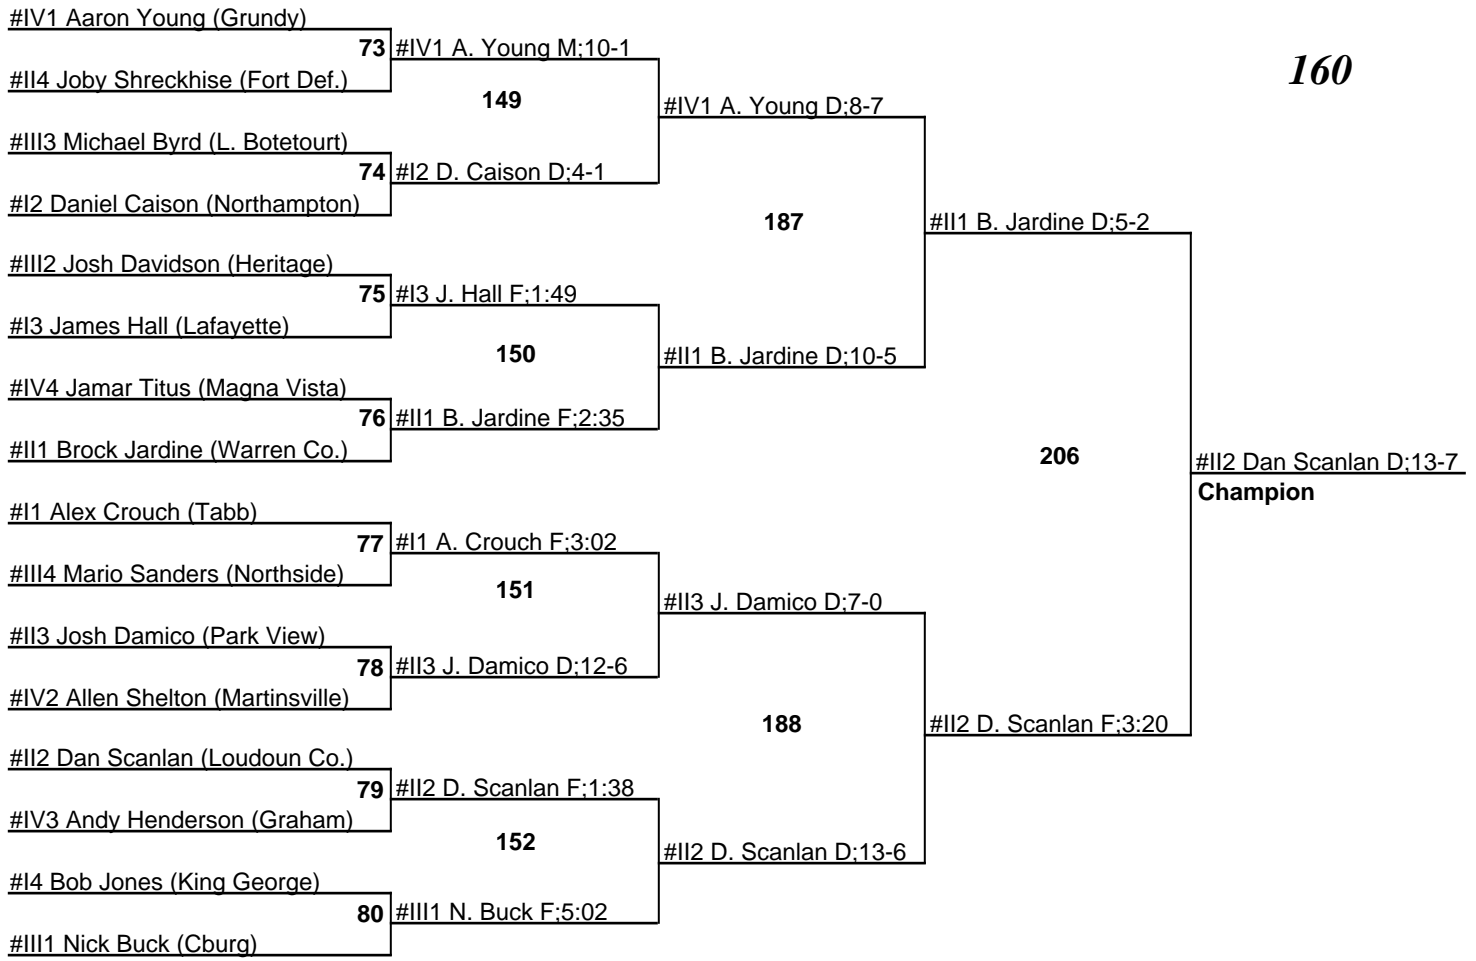 #IV1 Aaron Young (Grundy)
73 #IV1 A. Young M;10-1
160
#II4 Joby Shreckhise (Fort Def.)
149
#IV1 A. Young D;8-7
#III3 Michael Byrd (L. Botetourt)
74 #I2 D. Caison D;4-1
#I2 Daniel Caison (Northampton)
187
#II1 B. Jardine D;5-2
#III2 Josh Davidson (Heritage)
75 #I3 J. Hall F;1:49
#I3 James Hall (Lafayette)
150
#II1 B. Jardine D;10-5
#IV4 Jamar Titus (Magna Vista)
76 #II1 B. Jardine F;2:35
#II1 Brock Jardine (Warren Co.)
206
#II2 Dan Scanlan D;13-7
Champion
#I1 Alex Crouch (Tabb)
77 #I1 A. Crouch F;3:02
#III4 Mario Sanders (Northside)
151
#II3 J. Damico D;7-0
#II3 Josh Damico (Park View)
78 #II3 J. Damico D;12-6
#IV2 Allen Shelton (Martinsville)
188
#II2 D. Scanlan F;3:20
#II2 Dan Scanlan (Loudoun Co.)
79 #II2 D. Scanlan F;1:38
#IV3 Andy Henderson (Graham)
152
#II2 D. Scanlan D;13-6
#I4 Bob Jones (King George)
80 #III1 N. Buck F;5:02
#III1 Nick Buck (Cburg)